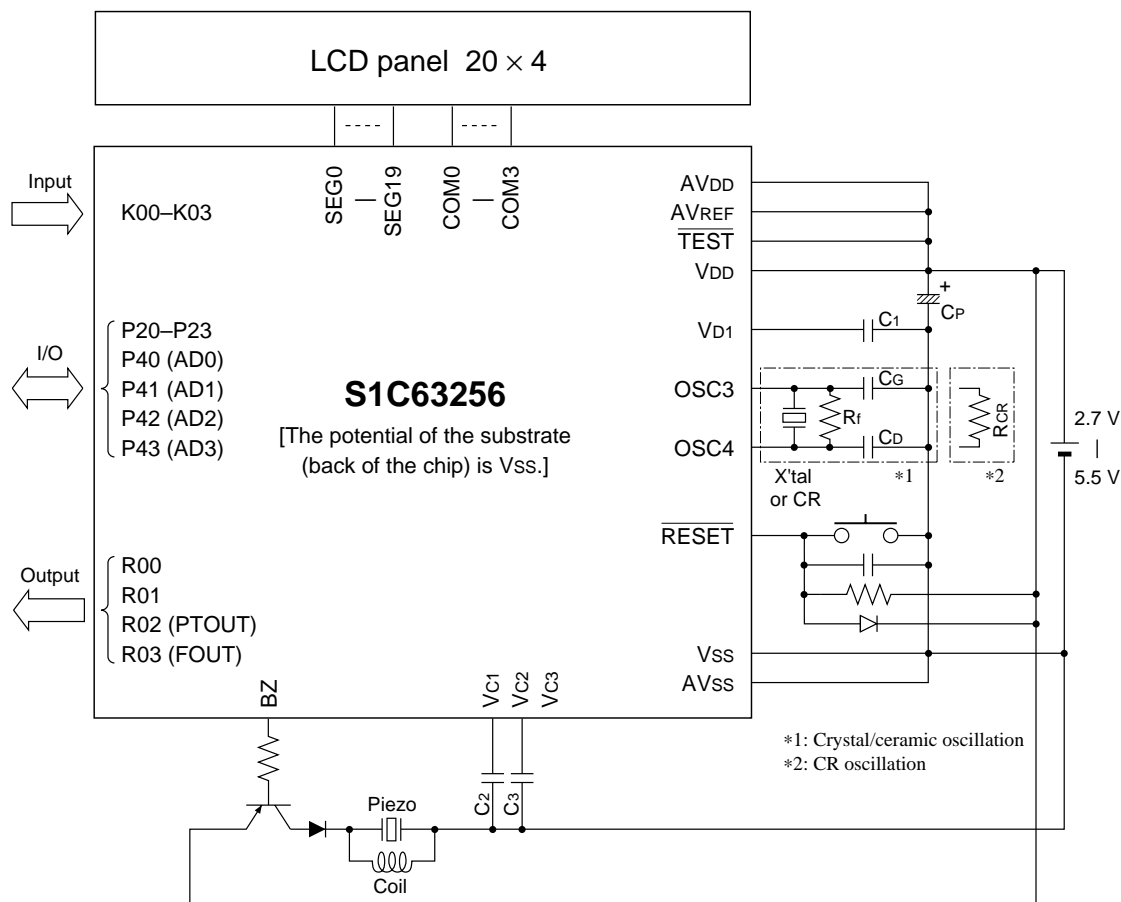 LCD panel 20 × 4
SEG0
SEG19
COM0
COM3
Input
K00–K03
I/O
P20–P23
P40 (AD0)
P41 (AD1)
P42 (AD2)
P43 (AD3)
Output
R00
R01
R02 (PTOUT)
R03 (FOUT)
S1C63256
[The potential of the substrate
(back of the chip) is VSS.]
AVDD
AVREF
TEST
VDD
VD1
OSC3
OSC4
RESET
VSS
AVSS
+
CP
C1
CG
Rf
CD
X'tal
or CR
*1
RCR
*2
2.7 V
|
5.5 V
BZ
VC1
VC2
VC3
C2
C3
Piezo
Coil
*1: Crystal/ceramic oscillation
*2: CR oscillation